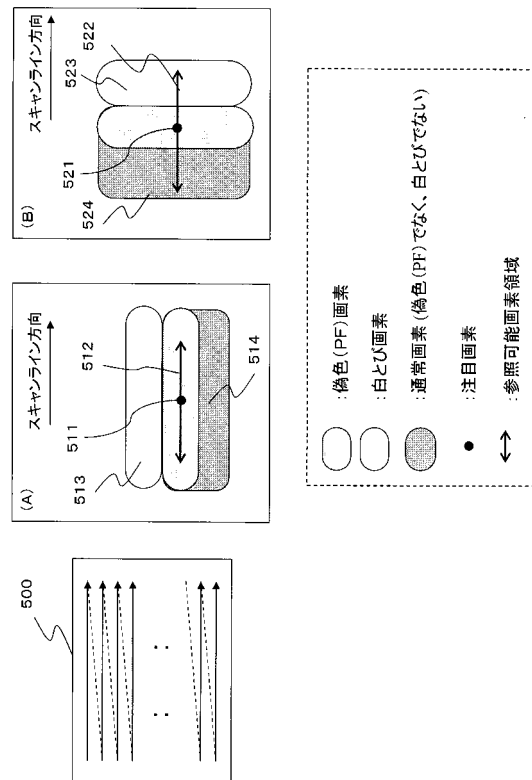 500
(A)
スキャンライン方向
513
511
512
514
(B)
スキャンライン方向
524
521
523
522
:偽色(PF)画素
:白とび画素
:通常画素(偽色(PF)でなく、白とびでない)
:注目画素
:参照可能画素領域